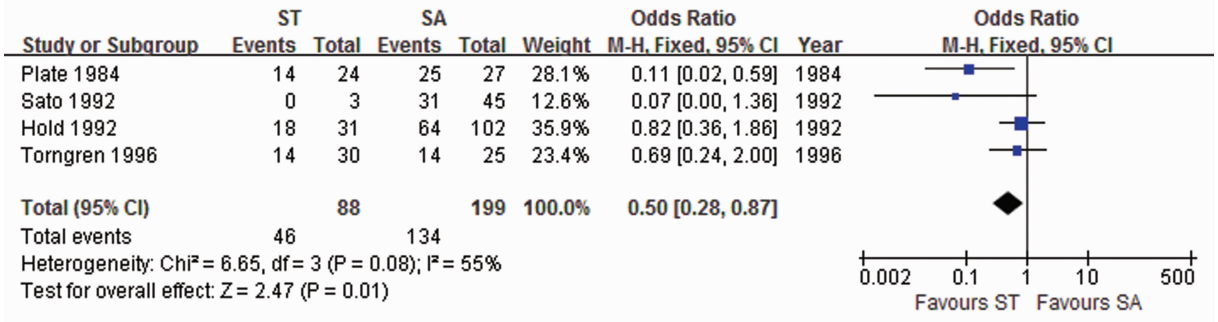 ST SA Odds Ratio Odds Ratio
Study or Subgroup Events Total Events Total Weight M-H, Fixed, 95% CI Year M-H, Fixed, 95% CI
Plate 1984 14 24 25 27 28.1% 0.11 [0.02, 0.59] 1984
Sato 1992 0 3 31 45 12.6% 0.07 [0.00, 1.36] 1992
Hold 1992 18 31 64 102 35.9% 0.82 [0.36, 1.86] 1992
Torngren 1996 14 30 14 25 23.4% 0.69 [0.24, 2.00] 1996
Total (95% CI) 88 199 100.0% 0.50 [0.28, 0.87]
Total events 46 134
Heterogeneity: Chi² = 6.65, df = 3 (P = 0.08); I² = 55%
Test for overall effect: Z = 2.47 (P = 0.01)
0.002 0.1 1 10 500
Favours ST Favours SA